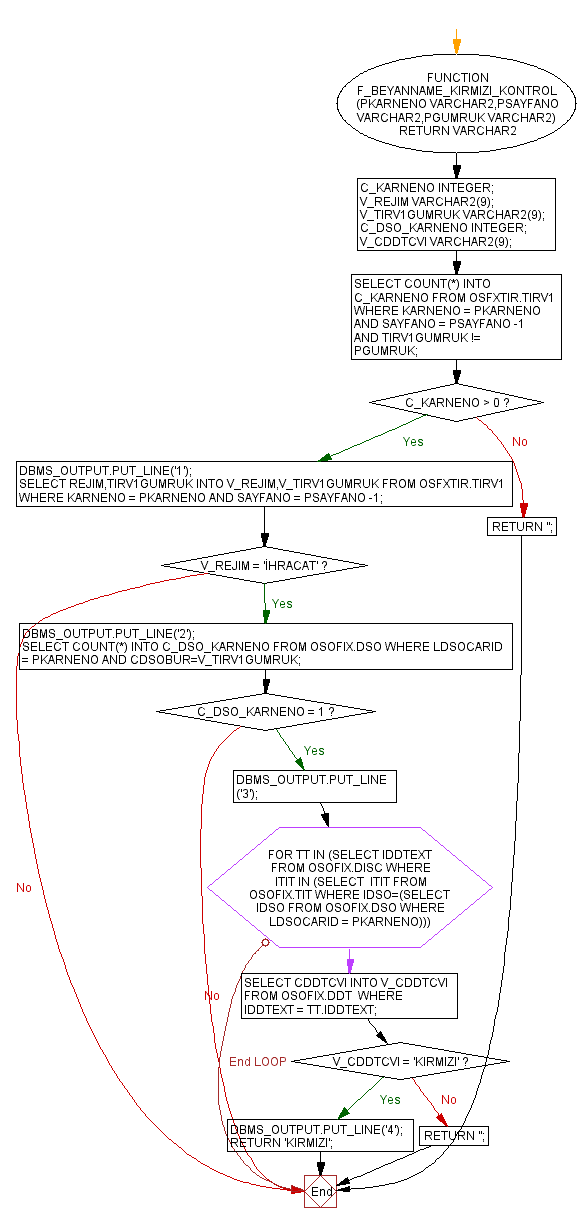 FUNCTION
F_BEYANNAME_KIRMIZI_KONTROL
(PKARNENO VARCHAR2,PSAYFANO
VARCHAR2,PGUMRUK VARCHAR2)
RETURN VARCHAR2
C_KARNENO INTEGER;
V_REJIM VARCHAR2(9);
V_TIRV1GUMRUK VARCHAR2(9);
C_DSO_KARNENO INTEGER;
V_CDDTCVI VARCHAR2(9);
SELECT COUNT(*) INTO
C_KARNENO FROM OSFXTIR.TIRV1
WHERE KARNENO = PKARNENO
AND SAYFANO = PSAYFANO -1
AND TIRV1GUMRUK !=
PGUMRUK;
C_KARNENO > 0 ?
Yes
No
DBMS_OUTPUT.PUT_LINE('1');
SELECT REJIM,TIRV1GUMRUK INTO V_REJIM,V_TIRV1GUMRUK FROM OSFXTIR.TIRV1
WHERE KARNENO = PKARNENO AND SAYFANO = PSAYFANO -1;
RETURN '';
V_REJIM = 'İHRACAT' ?
Yes
DBMS_OUTPUT.PUT_LINE('2');
SELECT COUNT(*) INTO C_DSO_KARNENO FROM OSOFIX.DSO WHERE LDSOCARID
= PKARNENO AND CDSOBUR=V_TIRV1GUMRUK;
C_DSO_KARNENO = 1 ?
Yes
DBMS_OUTPUT.PUT_LINE
('3');
FOR TT IN (SELECT IDDTEXT
FROM OSOFIX.DISC WHERE
ITIT IN (SELECT  ITIT FROM
OSOFIX.TIT WHERE IDSO=(SELECT
IDSO FROM OSOFIX.DSO WHERE
LDSOCARID = PKARNENO)))
No
No
SELECT CDDTCVI INTO V_CDDTCVI
FROM OSOFIX.DDT  WHERE
IDDTEXT = TT.IDDTEXT;
End LOOP
V_CDDTCVI = 'KIRMIZI' ?
Yes
No
DBMS_OUTPUT.PUT_LINE('4');
RETURN 'KIRMIZI';
RETURN '';
End